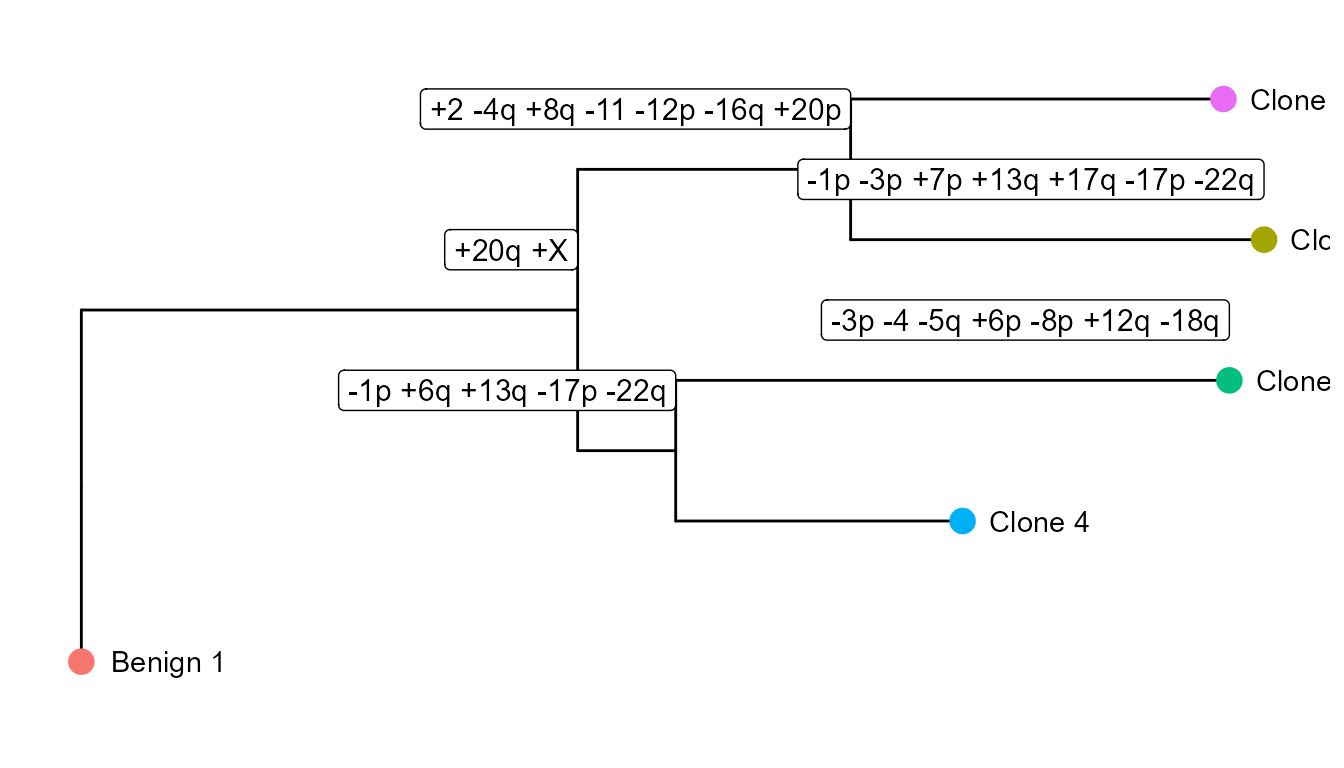 +2 -4q +8q -11 -12p -16q +20p
Clone
-1p -3p +7p +13q +17q -17p -22q
Clo
+20q +X
-3p -4 -5q +6p -8p +12q -18q
-1p +6q +13q -17p -22q
Clone
Clone 4
Benign 1